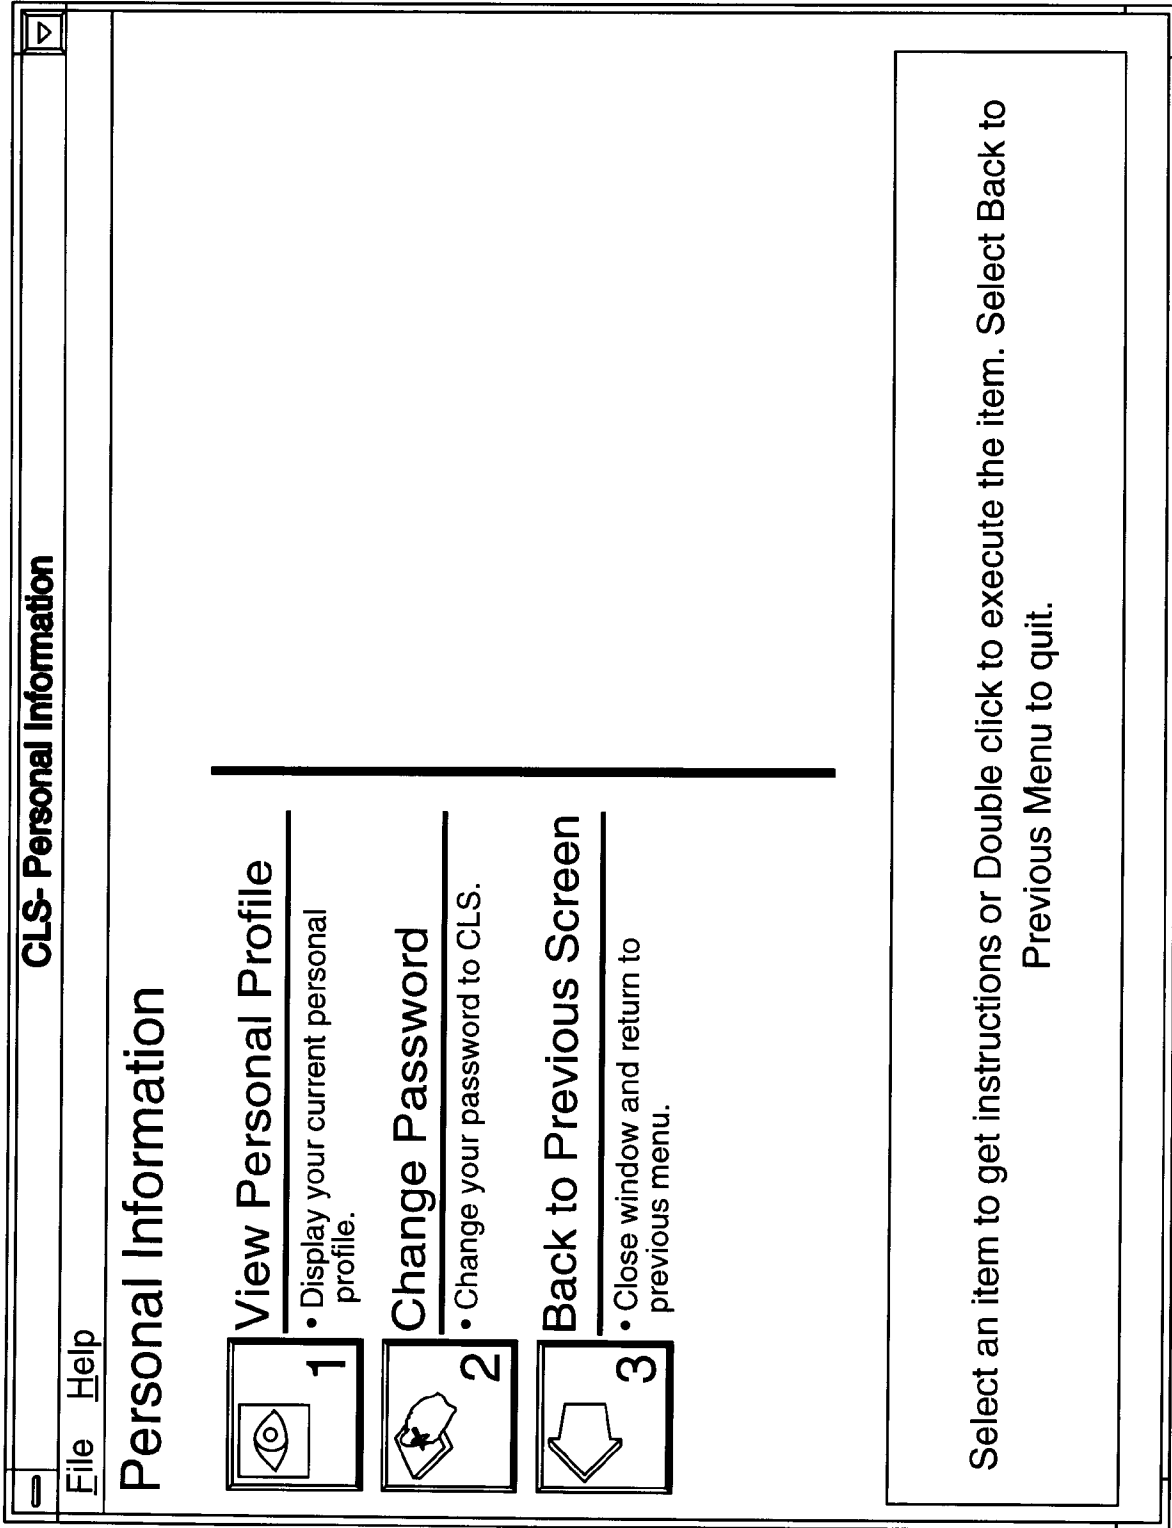 CLS- Personal Information
File Help
Personal Information
1
View Personal Profile
• Display your current personal
profile.
2
Change Password
• Change your password to CLS.
3
Back to Previous Screen
• Close window and return to
previous menu.
Select an item to get instructions or Double click to execute the item. Select Back to
Previous Menu to quit.